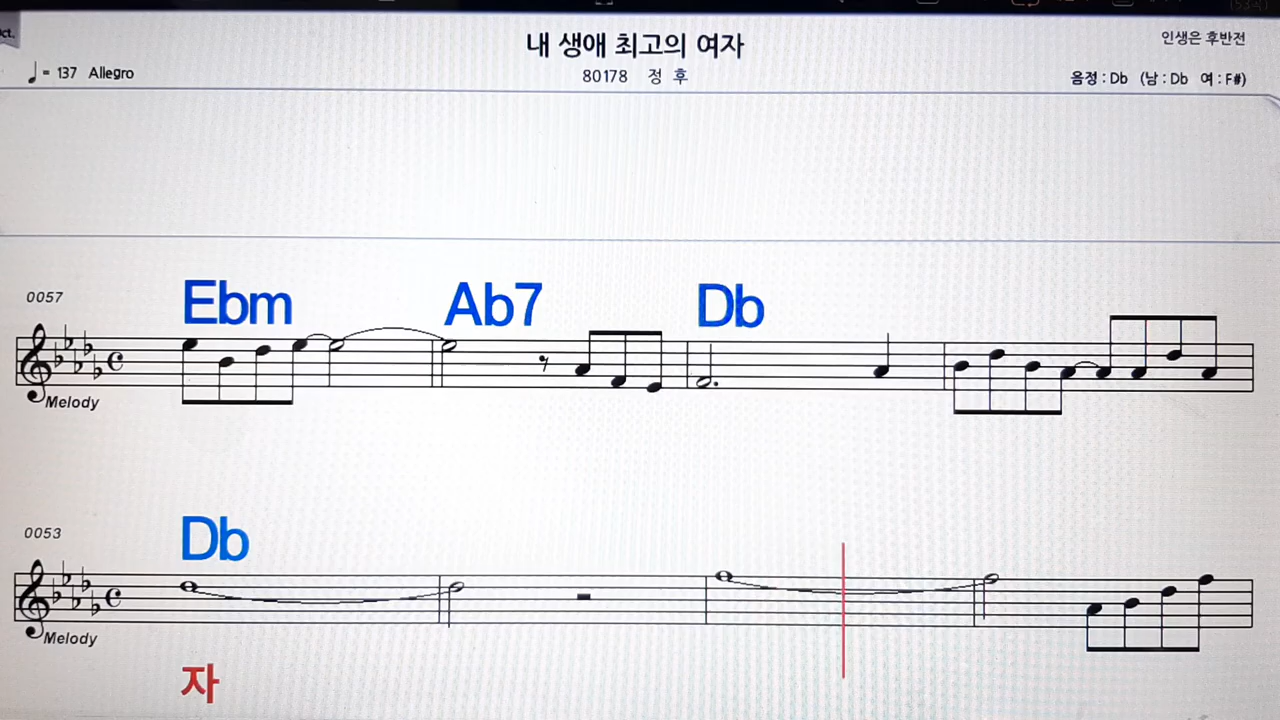 내 생애 최고의 여자
인생은 후반전
♩= 137 Allegro
80178 정 후
음정 : Db (남 : Db 여 : F#)
0057
Ebm Ab7 Db
Melody
0053
Db
Melody
자